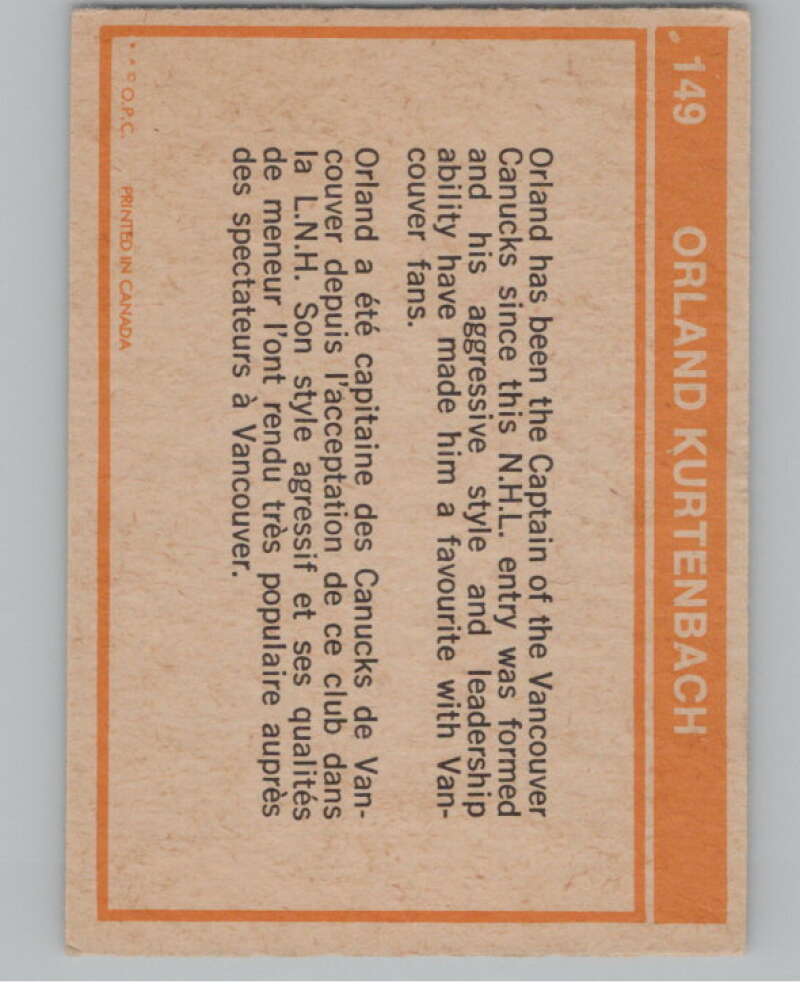 149 ORLAND KURTENBACH
Orland has been the Captain of the Vancouver
Canucks since this N.H.L. entry was formed
and his aggressive style and leadership
ability have made him a favourite with Van-
couver fans.
Orland a été capitaine des Canucks de Van-
couver depuis l'acceptation de ce club dans
la L.N.H. Son style agressif et ses qualités
de meneur l'ont rendu très populaire auprès
des spectateurs à Vancouver.
* * © O.P.C. PRINTED IN CANADA